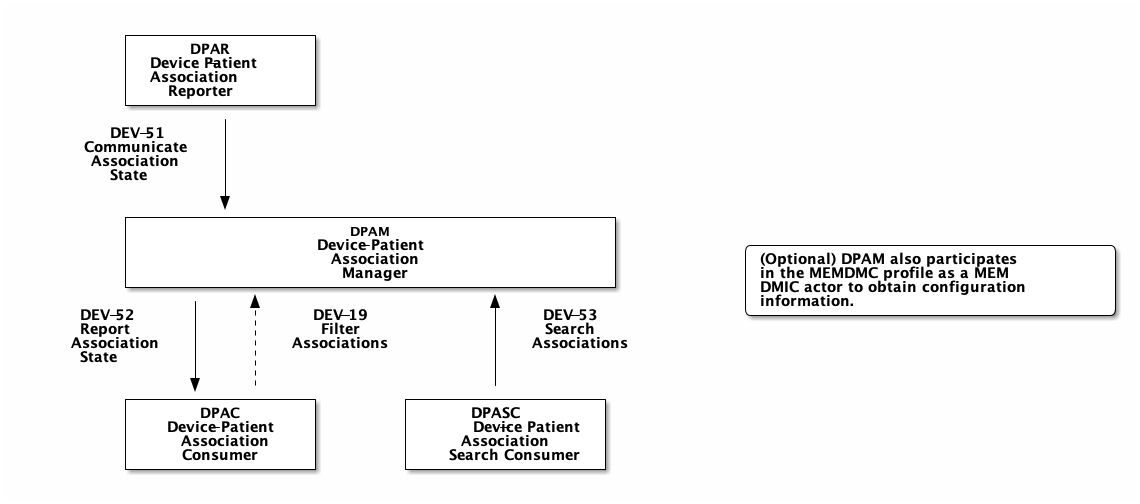 DPAR
Device Patient
Association
Reporter
DEV-51
Communicate
Association
State
DPAM
Device-Patient
Association
Manager
(Optional) DPAM also participates
in the MEMDMC profile as a MEM
DMIC actor to obtain configuration
information.
DEV-52
Report
Association
State
DEV-19
Filter
Associations
DEV-53
Search
Associations
DPAC
Device-Patient
Association
Consumer
DPASC
Device Patient
Association
Search Consumer